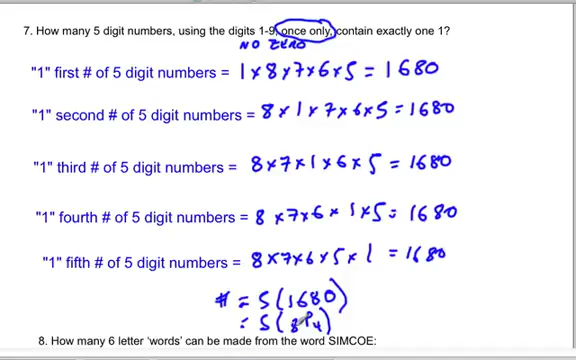 7. How many 5 digit numbers, using the digits 1-9, once only, contain exactly one 1?
NO ZERO
"1" first # of 5 digit numbers = 1 x 8 x 7 x 6 x 5 = 1680
"1" second # of 5 digit numbers = 8 x 1 x 7 x 6 x 5 = 1680
"1" third # of 5 digit numbers = 8 x 7 x 1 x 6 x 5 = 1680
"1" fourth # of 5 digit numbers = 8 x 7 x 6 x 1 x 5 = 1680
"1" fifth # of 5 digit numbers = 8 x 7 x 6 x 5 x 1 = 1680
# = 5 (1680)
= 5 (8P4)
8. How many 6 letter 'words' can be made from the word SIMCOE: